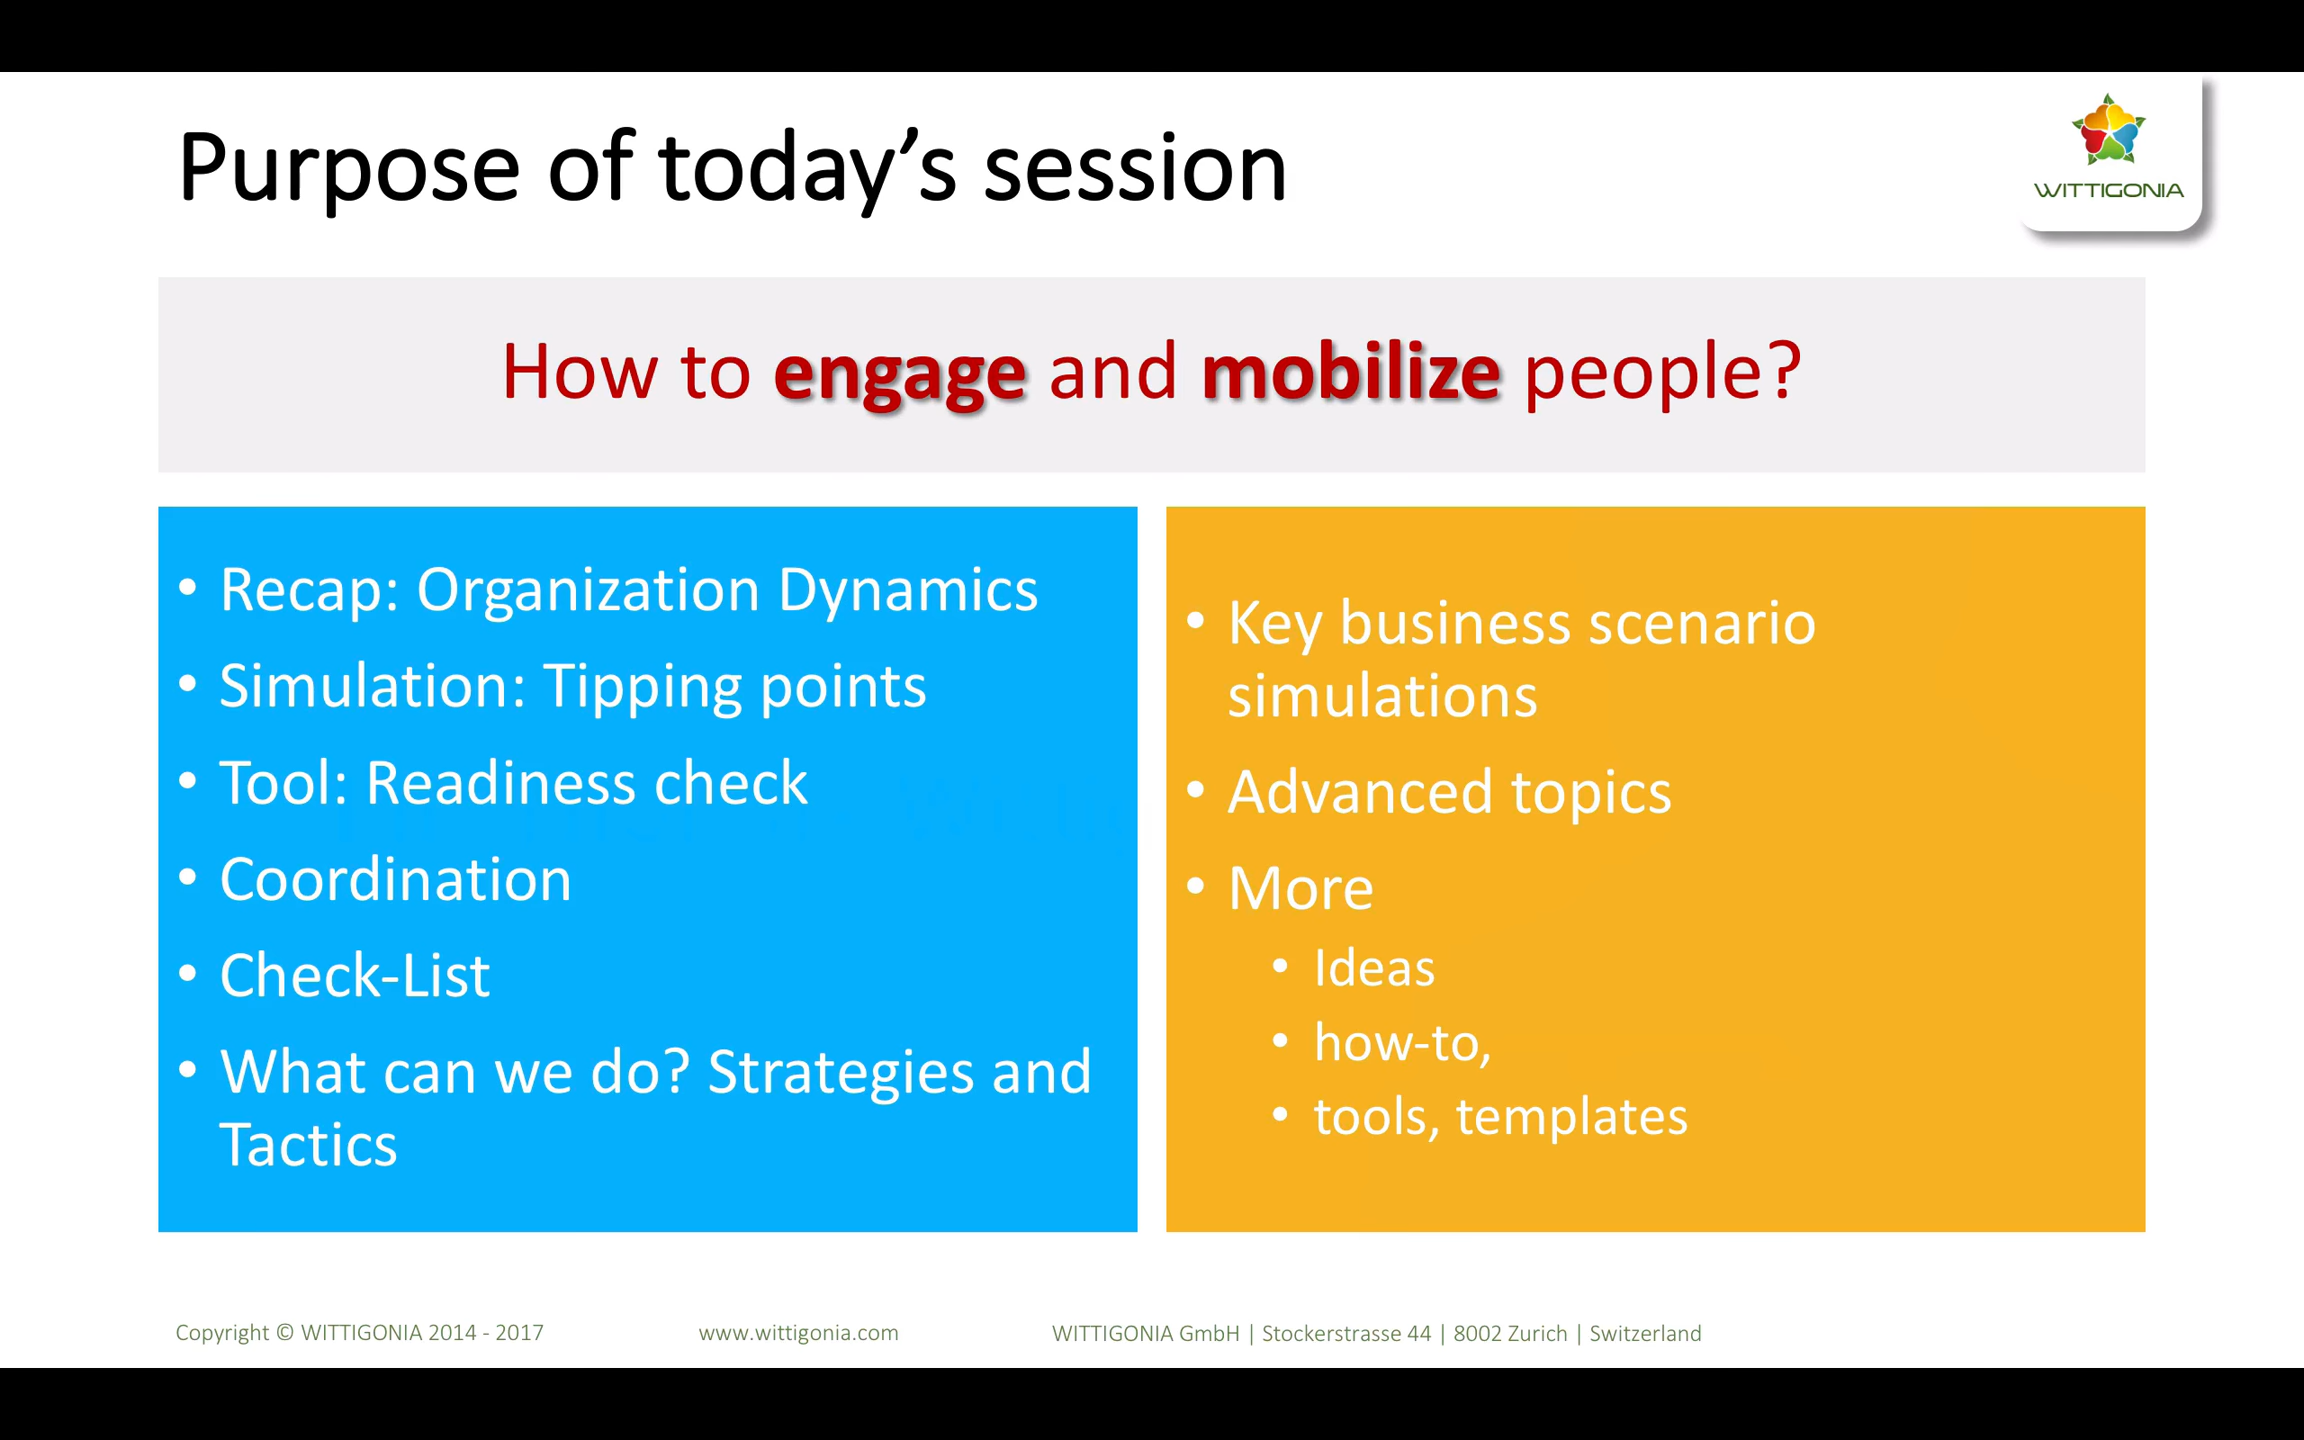 Purpose of today’s session
WITTIGONIA
How to engage and mobilize people?
• Recap: Organization Dynamics
• Simulation: Tipping points
• Tool: Readiness check
• Coordination
• Check-List
• What can we do? Strategies and
Tactics
• Key business scenario
simulations
• Advanced topics
• More
• Ideas
• how-to,
• tools, templates
Copyright © WITTIGONIA 2014 - 2017
www.wittigonia.com
WITTIGONIA GmbH | Stockerstrasse 44 | 8002 Zurich | Switzerland